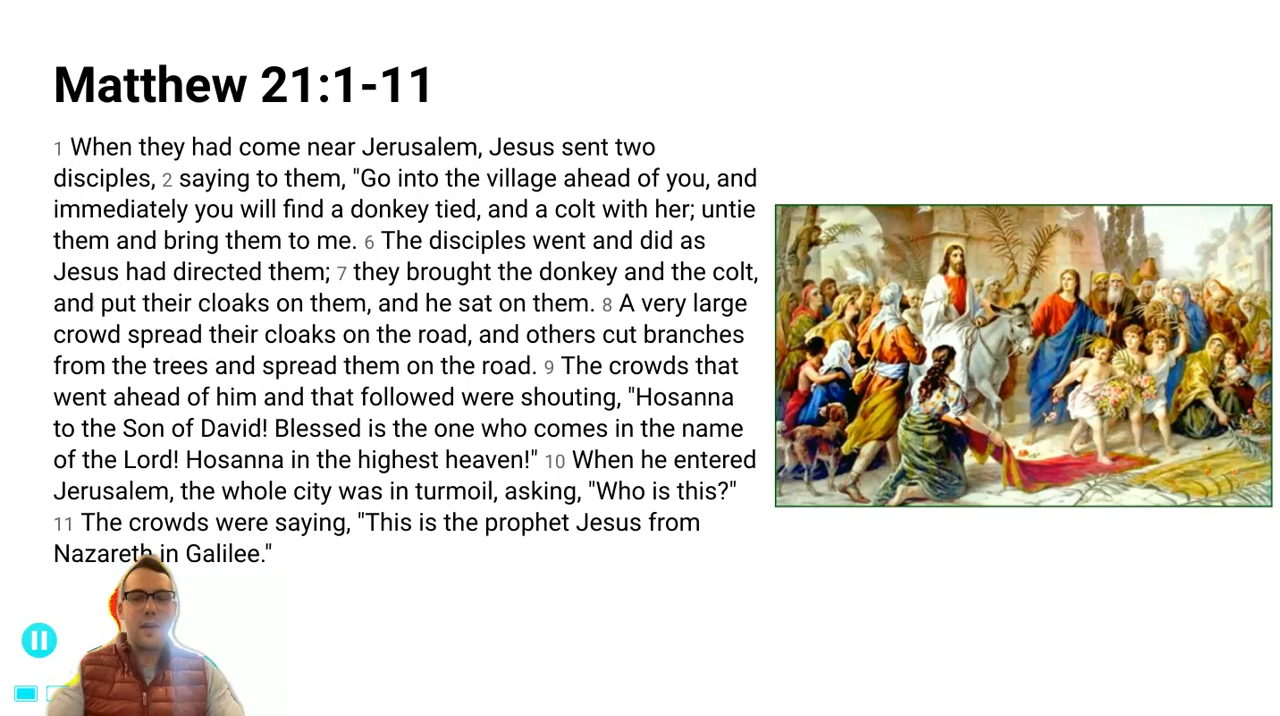 Matthew 21:1-11
1 When they had come near Jerusalem, Jesus sent two
disciples, 2 saying to them, "Go into the village ahead of you, and
immediately you will find a donkey tied, and a colt with her; untie
them and bring them to me. 6 The disciples went and did as
Jesus had directed them; 7 they brought the donkey and the colt,
and put their cloaks on them, and he sat on them. 8 A very large
crowd spread their cloaks on the road, and others cut branches
from the trees and spread them on the road. 9 The crowds that
went ahead of him and that followed were shouting, "Hosanna
to the Son of David! Blessed is the one who comes in the name
of the Lord! Hosanna in the highest heaven!" 10 When he entered
Jerusalem, the whole city was in turmoil, asking, "Who is this?"
11 The crowds were saying, "This is the prophet Jesus from
Nazareth in Galilee."